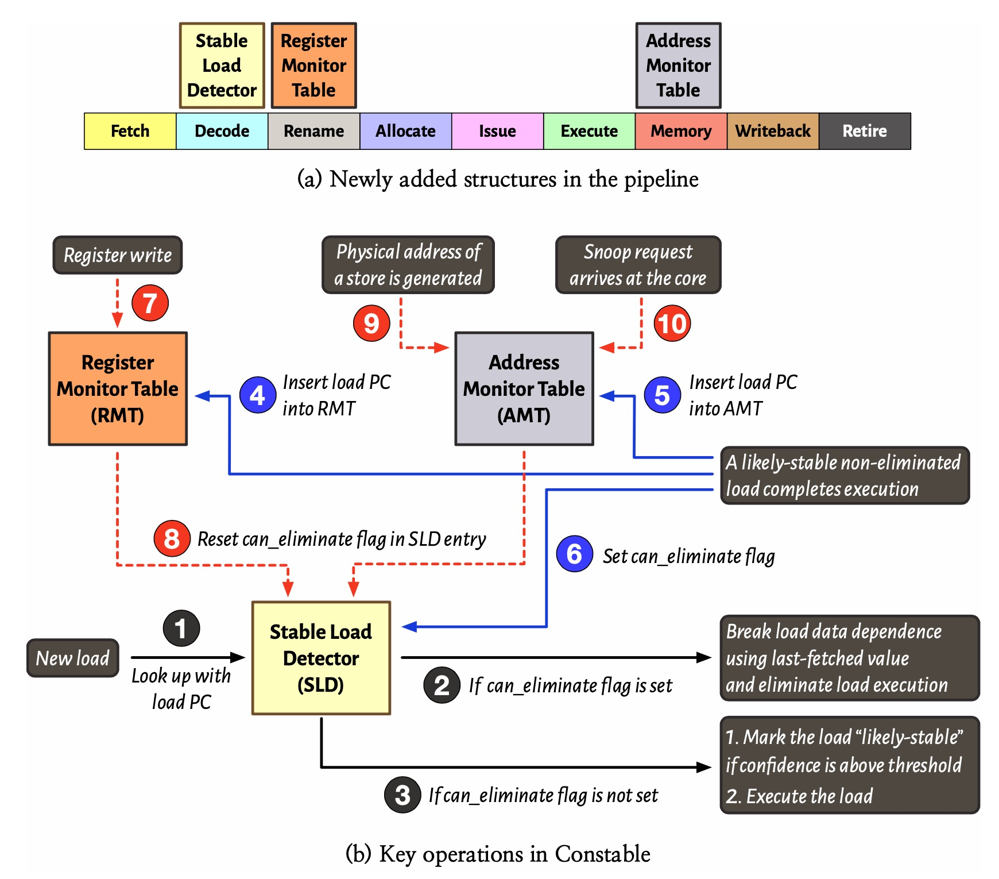 Stable
Load
Detector
Register
Monitor
Table
Address
Monitor
Table
Fetch
Decode
Rename
Allocate
Issue
Execute
Memory
Writeback
Retire
(a) Newly added structures in the pipeline
Register write
Physical address of
a store is generated
Snoop request
arrives at the core
7
9
10
Register
Monitor Table
(RMT)
4
Insert load PC
into RMT
Address
Monitor Table
(AMT)
5
Insert load PC
into AMT
A likely-stable non-eliminated
load completes execution
8
Reset can_eliminate flag in SLD entry
6
Set can_eliminate flag
New load
1
Look up with
load PC
Stable Load
Detector
(SLD)
2
If can_eliminate flag is set
Break load data dependence
using last-fetched value
and eliminate load execution
3
If can_eliminate flag is not set
1. Mark the load “likely-stable”
if confidence is above threshold
2. Execute the load
(b) Key operations in Constable